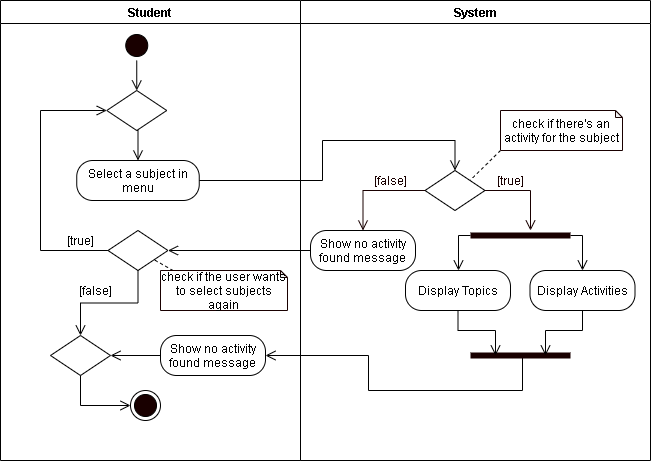 Student
System
check if there's an
activity for the subject
Select a subject in
menu
[false]
[true]
[true]
Show no activity
found message
check if the user wants
to select subjects
again
[false]
Display Topics
Display Activities
Show no activity
found message